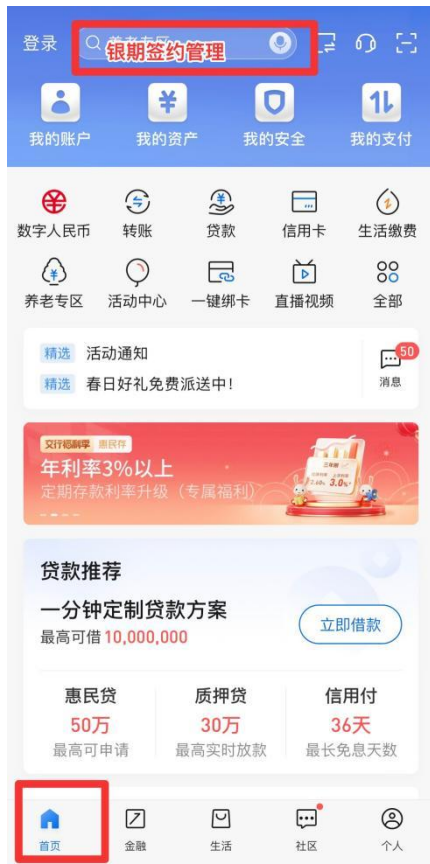 登录
银期签约管理
我的账户 我的资产 我的安全 我的支付
数字人民币 转账 贷款 信用卡 生活缴费
养老专区 活动中心 一键绑卡 直播视频 全部
精选 活动通知
50
精选 春日好礼免费派送中!
消息
惠民存
年利率3%以上
定期存款利率升级(专属福利)
三年期
3.0%
贷款推荐
一分钟定制贷款方案
最高可借10,000,000
立即借款
惠民贷 质押贷 信用付
50万 30万 36天
最高可申请 最高实时放款 最长免息天数
首页 金融 生活 社区 个人